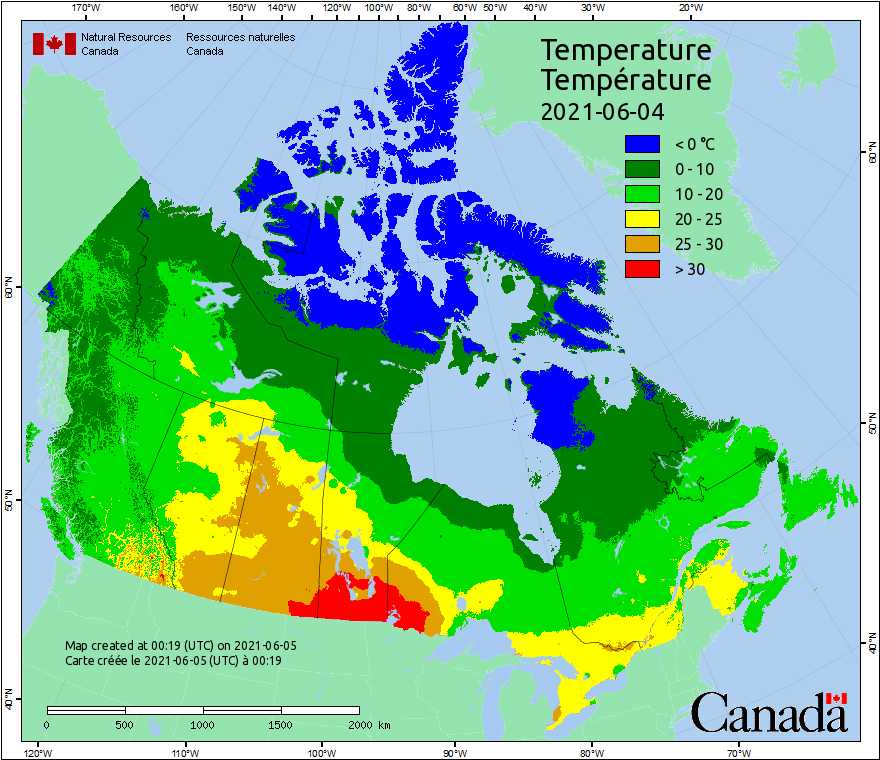 170°W 160°W 150°W 140°W 120°W 100°W 80°W 60°W 50°W 40°W 30°W 20°W
Natural Resources Ressources naturelles
Canada Canada
Temperature
Température
2021-06-04
< 0 °C
0 - 10
10 - 20
20 - 25
25 - 30
> 30
60°N
60°N
50°N
50°N
40°N
40°N
Map created at 00:19 (UTC) on 2021-06-05
Carte créée le 2021-06-05 (UTC) à 00:19
0 500 1000 1500 2000 km
Canada
120°W 110°W 100°W 90°W 80°W 70°W